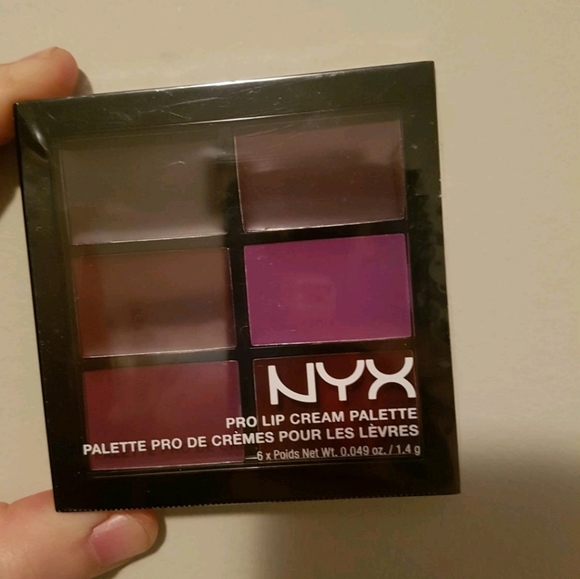 NYX
PRO LIP CREAM PALETTE
PALETTE PRO DE CRÈMES POUR LES LÈVRES
6 x Poids Net Wt. 0.049 oz. / 1.4 g